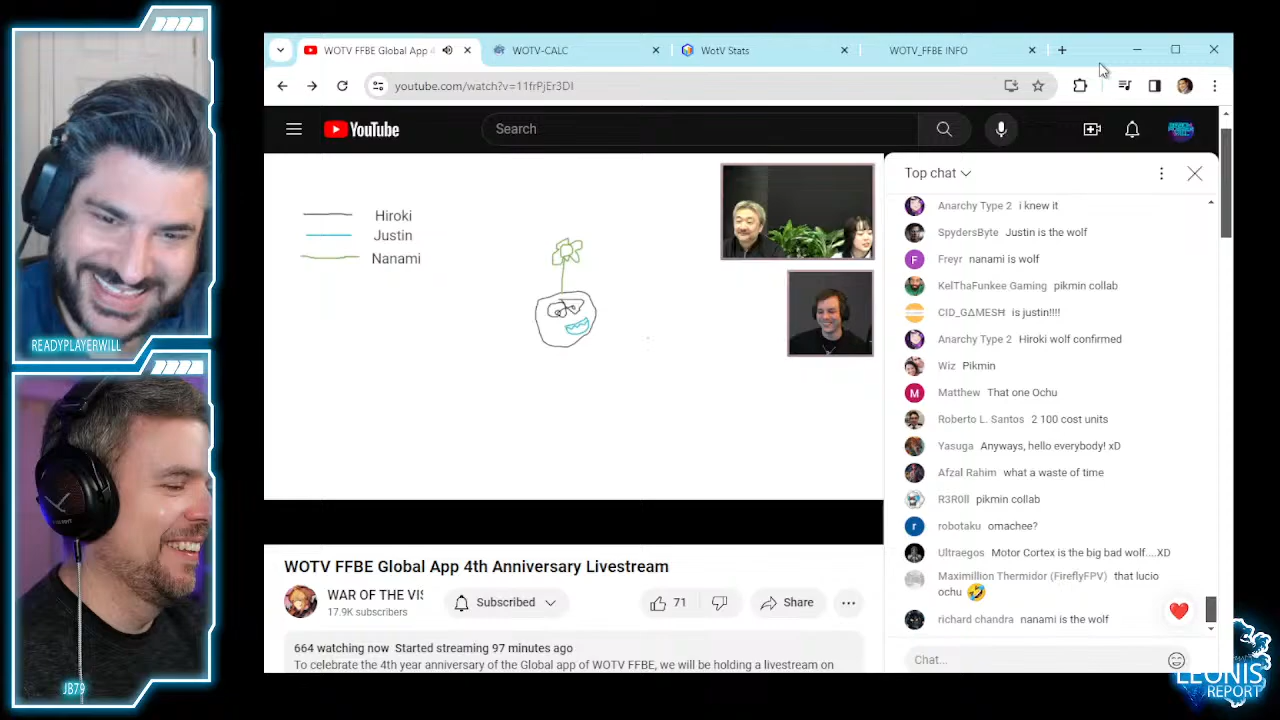 READYPLAYERWILL
JB79
WOTV FFBE Global App 4
WOTV-CALC
WotV Stats
WOTV_FFBE INFO
youtube.com/watch?v=11frPjEr3DI
YouTube
Search
Hiroki
Justin
Nanami
Top chat
Anarchy Type 2 i knew it
SpydersByte Justin is the wolf
F
Freyr nanami is wolf
KelThaFunkee Gaming pikmin collab
CID_GΔMESĦ is justin!!!!
Anarchy Type 2 Hiroki wolf confirmed
Wiz Pikmin
M
Matthew That one Ochu
Roberto L. Santos 2 100 cost units
Yasuga Anyways, hello everybody! xD
Afzal Rahim what a waste of time
R3R0ll pikmin collab
r
robotaku omachee?
Ultraegos Motor Cortex is the big bad wolf....XD
Maximillion Thermidor (FireflyFPV) that lucio
ochu 🤣
richard chandra nanami is the wolf
Chat...
WOTV FFBE Global App 4th Anniversary Livestream
WAR OF THE VIS
17.9K subscribers
Subscribed
71
Share
664 watching now Started streaming 97 minutes ago
To celebrate the 4th year anniversary of the Global app of WOTV FFBE, we will be holding a livestream on
LEONIS
REPORT